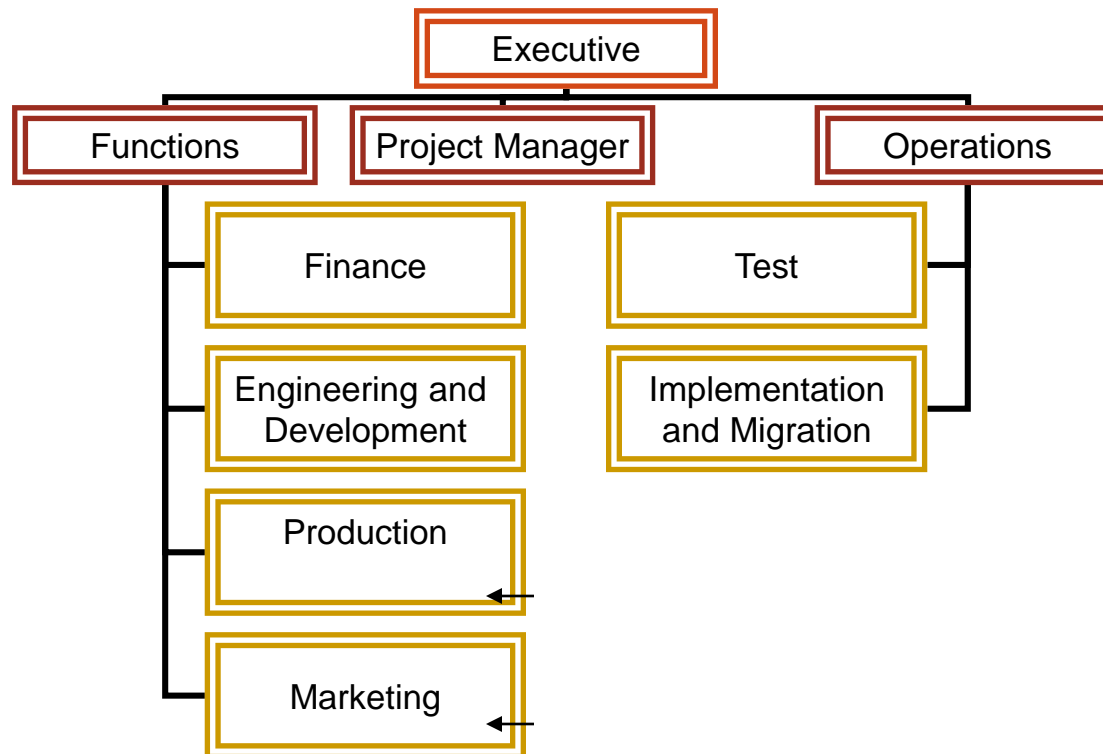 Executive
Functions
Project Manager
Operations
Finance
Test
Engineering and
Development
Implementation
and Migration
Production
Marketing